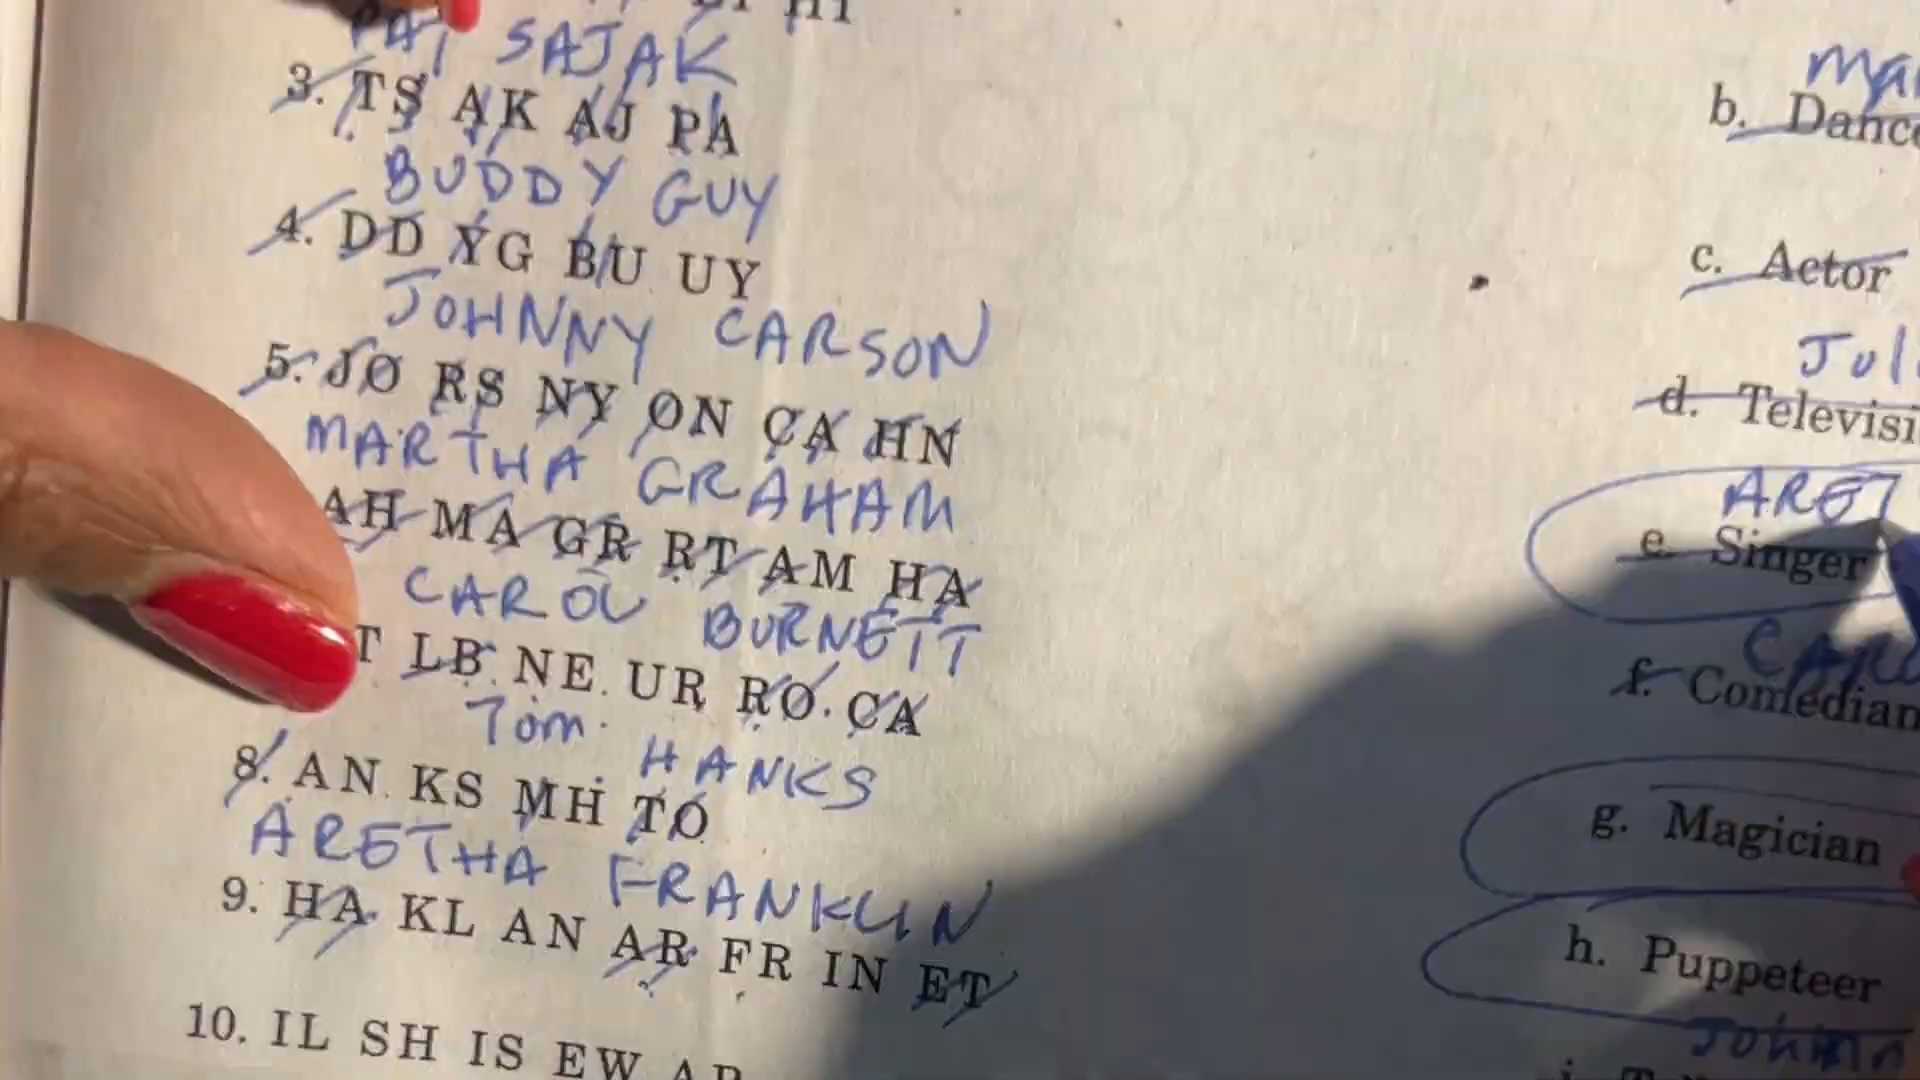 PAT SAJAK
3. TS AK AJ PA
BUDDY GUY
4. DD YG BU UY
JOHNNY CARSON
5. JO RS NY ON CA HN
MARTHA GRAHAM
AH MA GR RT AM HA
CAROL BURNETT
T LB NE UR RO CA
Tom HANKS
8. AN KS MH TO
ARETHA FRANKLIN
9. HA KL AN AR FR IN ET
10. IL SH IS EW
b.
c. Actor
d.
ARET
e. Singer
f. Comedian
g. Magician
h. Puppeteer